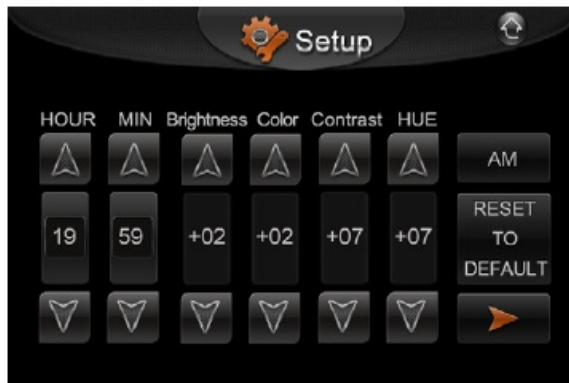 Setup
HOUR MIN Brightness Color Contrast HUE
AM
19 59 +02 +02 +07 +07
RESET
TO
DEFAULT